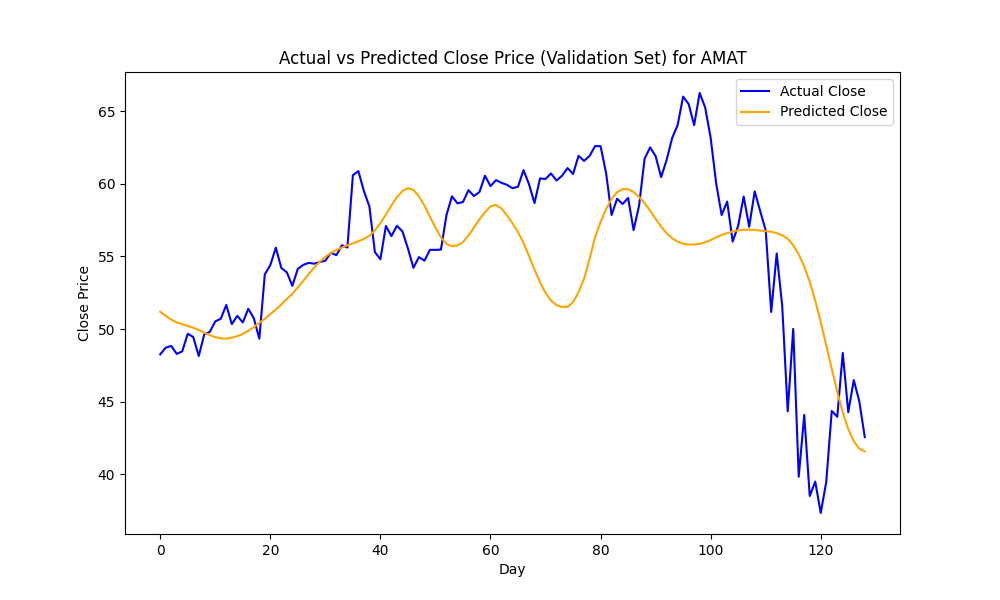 Actual vs Predicted Close Price (Validation Set) for AMAT
Actual Close
Predicted Close
Close Price
65
60
55
50
45
40
0 20 40 60 80 100 120
Day